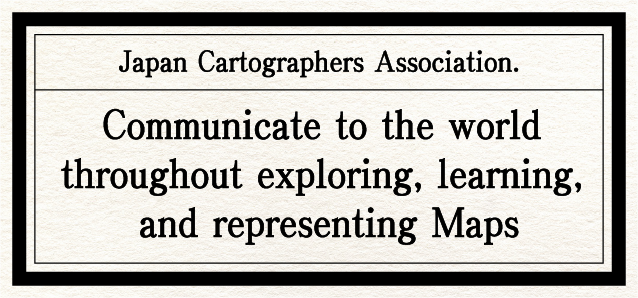 Japan Cartographers Association.
Communicate to the world
throughout exploring, learning,
and representing Maps